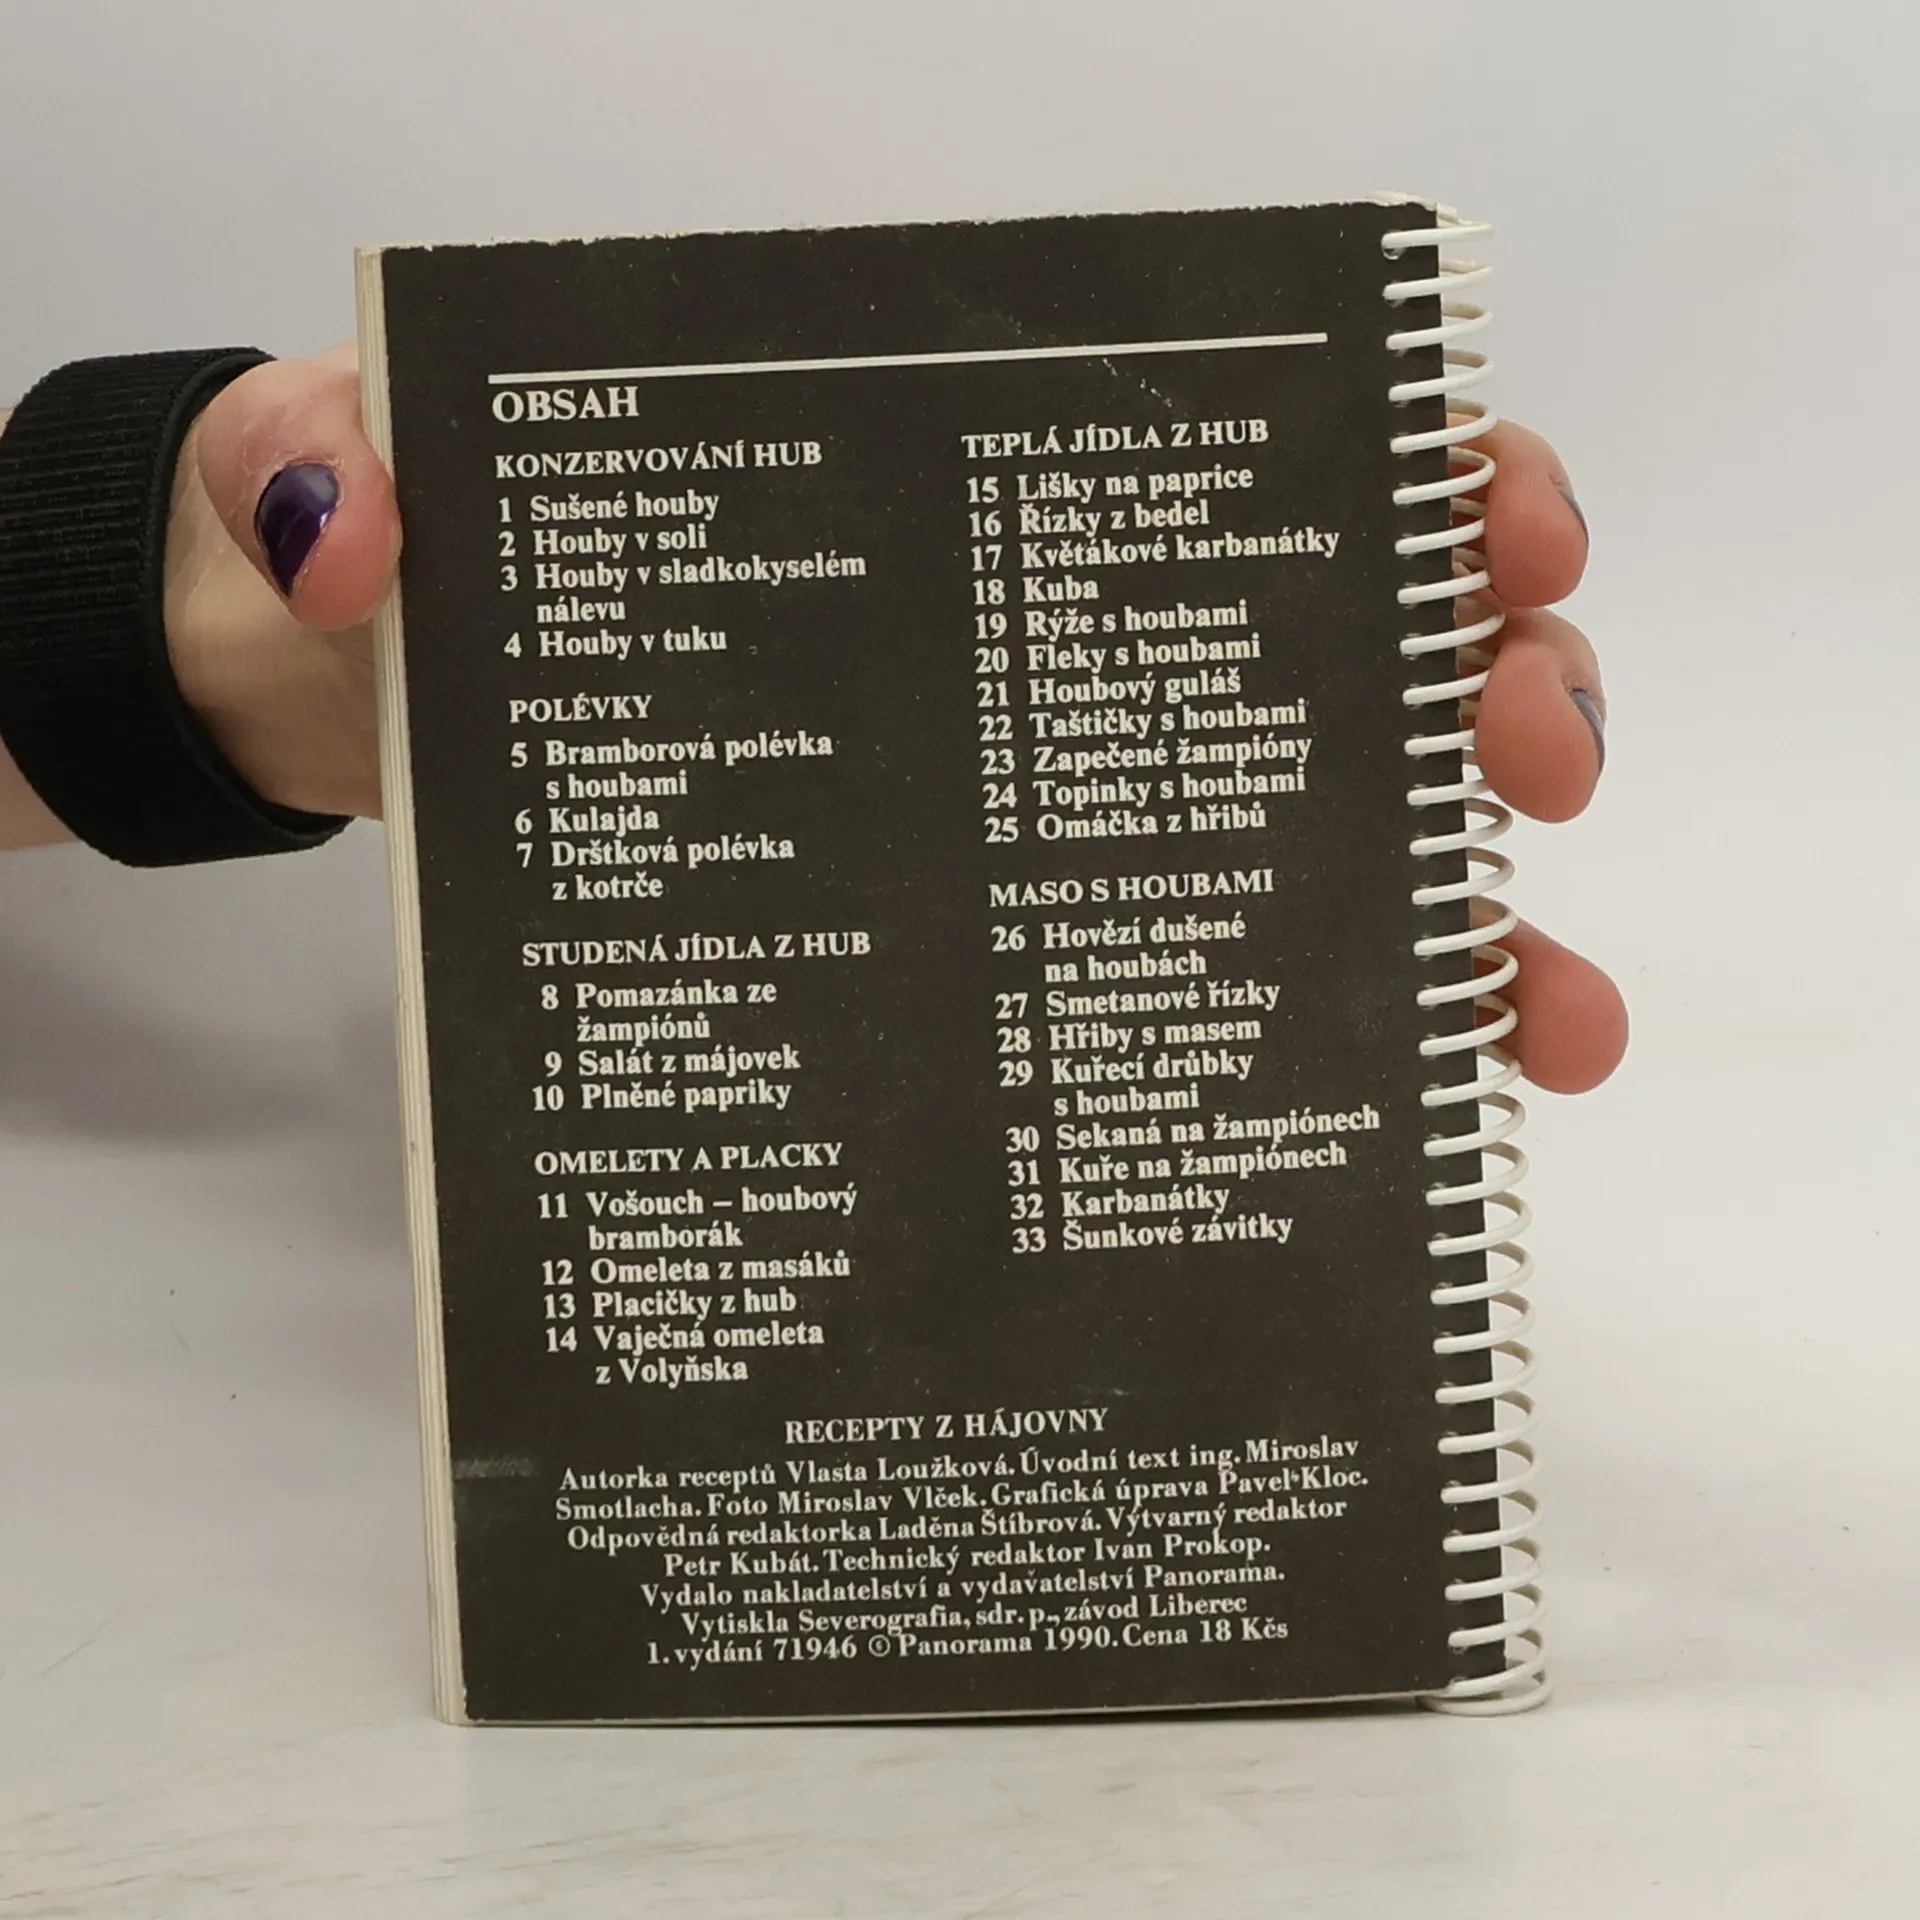 OBSAH
KONZERVOVÁNÍ HUB
1 Sušené houby
2 Houby v soli
3 Houby v sladkokyselém
nálevu
4 Houby v tuku
POLÉVKY
5 Bramborová polévka
s houbami
6 Kulajda
7 Drštková polévka
z kotrče
STUDENÁ JÍDLA Z HUB
8 Pomazánka ze
žampiónů
9 Salát z májovek
10 Plněné papriky
OMELETY A PLACKY
11 Vošouch – houbový
bramborák
12 Omeleta z masáků
13 Placičky z hub
14 Vaječná omeleta
z Volyňska
TEPLÁ JÍDLA Z HUB
15 Lišky na paprice
16 Řízky z bedel
17 Květákové karbanátky
18 Kuba
19 Rýže s houbami
20 Fleky s houbami
21 Houbový guláš
22 Taštičky s houbami
23 Zapečené žampióny
24 Topinky s houbami
25 Omáčka z hřibů
MASO S HOUBAMI
26 Hovězí dušené
na houbách
27 Smetanové řízky
28 Hřiby s masem
29 Kuřecí drůbky
s houbami
30 Sekaná na žampiónech
31 Kuře na žampiónech
32 Karbanátky
33 Šunkové závitky
RECEPTY Z HÁJOVNY
Autorka receptů Vlasta Loužková. Úvodní text ing. Miroslav
Smotlacha. Foto Miroslav Vlček. Grafická úprava Pavel Kloc.
Odpovědná redaktorka Laděna Štíbrová. Výtvarný redaktor
Petr Kubát. Technický redaktor Ivan Prokop.
Vydalo nakladatelství a vydavatelství Panorama.
Vytiskla Severografia, sdr. p., závod Liberec
1. vydání 71946 © Panorama 1990. Cena 18 Kčs